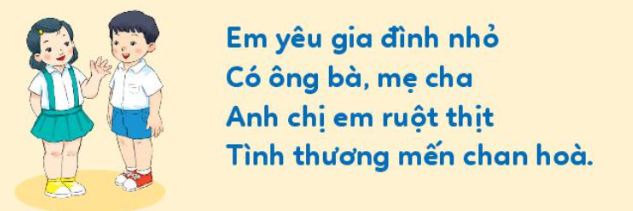 Em yêu gia đình nhỏ
Có ông bà, mẹ cha
Anh chị em ruột thịt
Tình thương mến chan hoà.